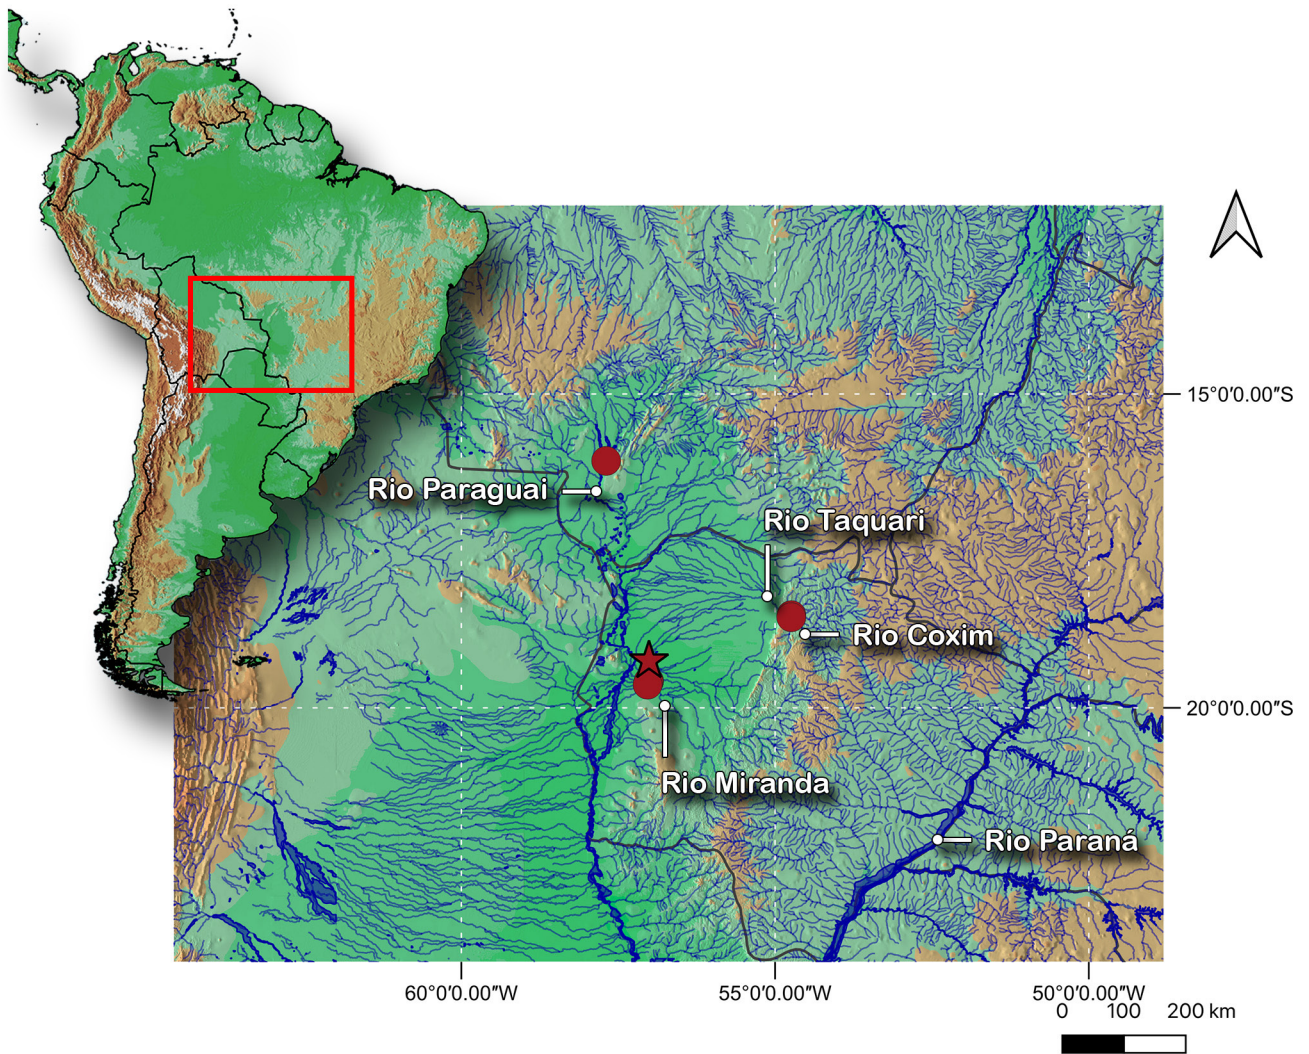 15°0′0.00″S
Rio Paraguai
Rio Taquari
Rio Coxim
20°0′0.00″S
Rio Miranda
Rio Paraná
60°0′0.00″W
55°0′0.00″W
50°0′0.00″W
0 100 200 km